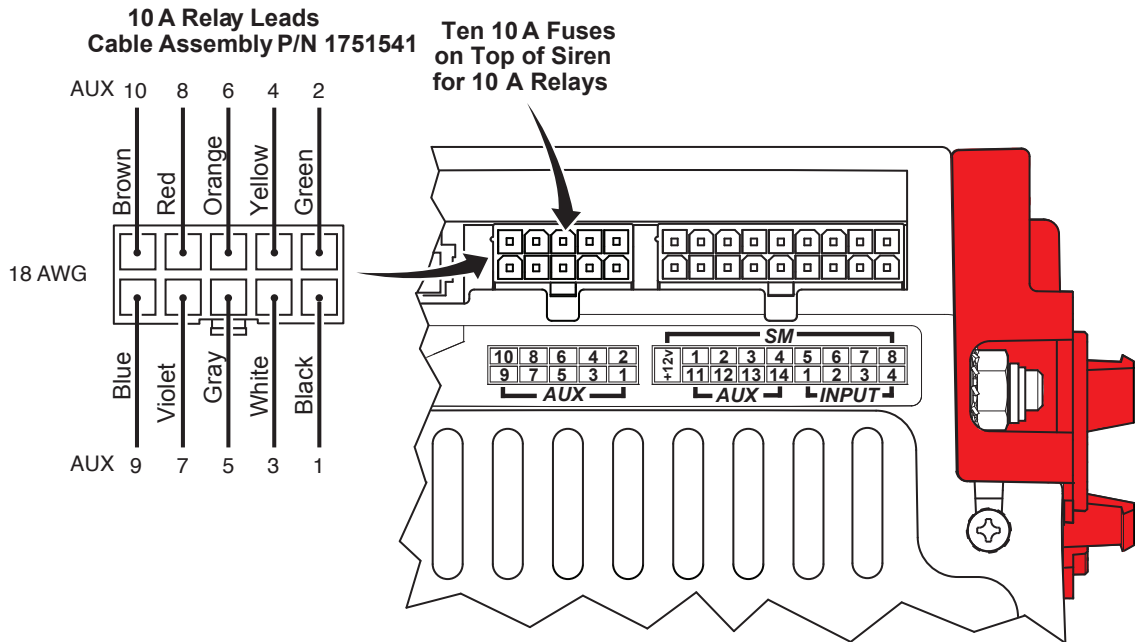 10 A Relay Leads
Cable Assembly P/N 1751541
Ten 10 A Fuses
on Top of Siren
for 10 A Relays
AUX 10 8 6 4 2
Brown Red Orange Yellow Green
18 AWG
Blue Violet Gray White Black
AUX 9 7 5 3 1
SM
10 8 6 4 2
9 7 5 3 1
AUX
+12v
1 2 3 4 5 6 7 8
11 12 13 14 1 2 3 4
AUX INPUT